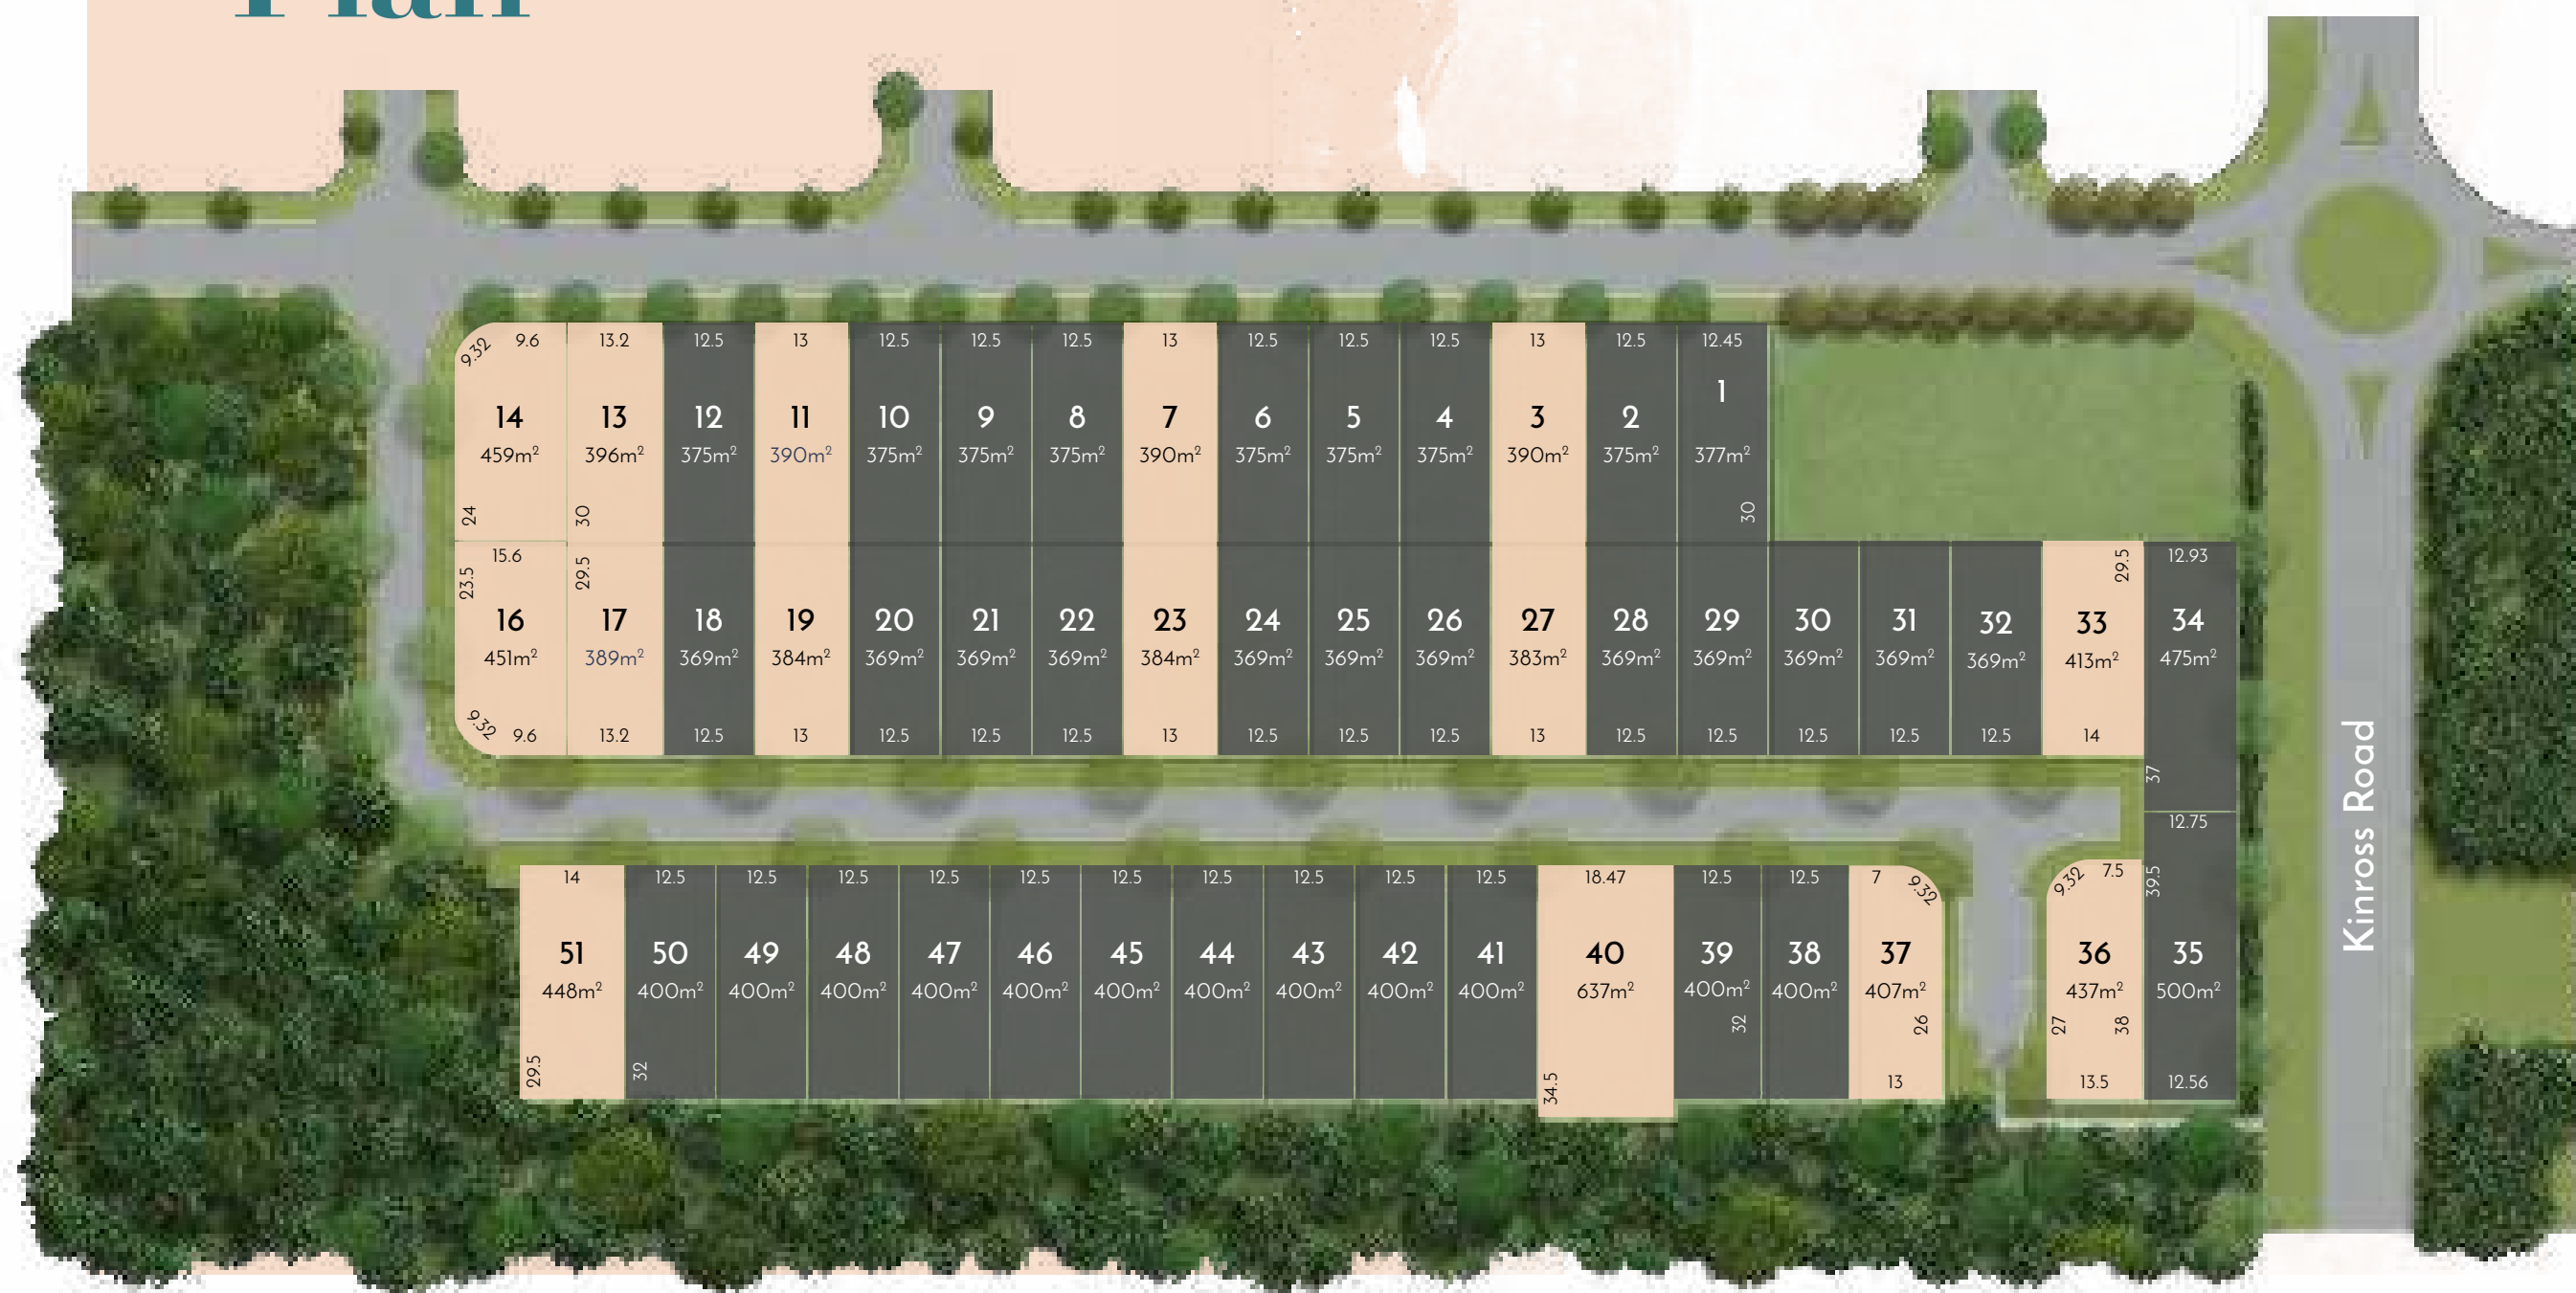 Plan
9.32 9.6 13.2 12.5 13 12.5 12.5 12.5 13 12.5 12.5 12.5 13 12.5 12.45
14 13 12 11 10 9 8 7 6 5 4 3 2 1
459m² 396m² 375m² 390m² 375m² 375m² 375m² 390m² 375m² 375m² 375m² 390m² 375m² 377m²
24 30 30
15.6 12.93
23.5 29.5 29.5
16 17 18 19 20 21 22 23 24 25 26 27 28 29 30 31 32 33 34
451m² 389m² 369m² 384m² 369m² 369m² 369m² 384m² 369m² 369m² 369m² 383m² 369m² 369m² 369m² 369m² 369m² 413m² 475m²
9.32 9.6 13.2 12.5 13 12.5 12.5 12.5 13 12.5 12.5 12.5 13 12.5 12.5 12.5 12.5 12.5 14
37
12.75
14 12.5 12.5 12.5 12.5 12.5 12.5 12.5 12.5 12.5 12.5 18.47 12.5 12.5 7 9.32 9.32 7.5 39.5
51 50 49 48 47 46 45 44 43 42 41 40 39 38 37 36 35
448m² 400m² 400m² 400m² 400m² 400m² 400m² 400m² 400m² 400m² 400m² 637m² 400m² 400m² 407m² 437m² 500m²
32 26 27 38
29.5 32 34.5 13 13.5 12.56
Kinross Road